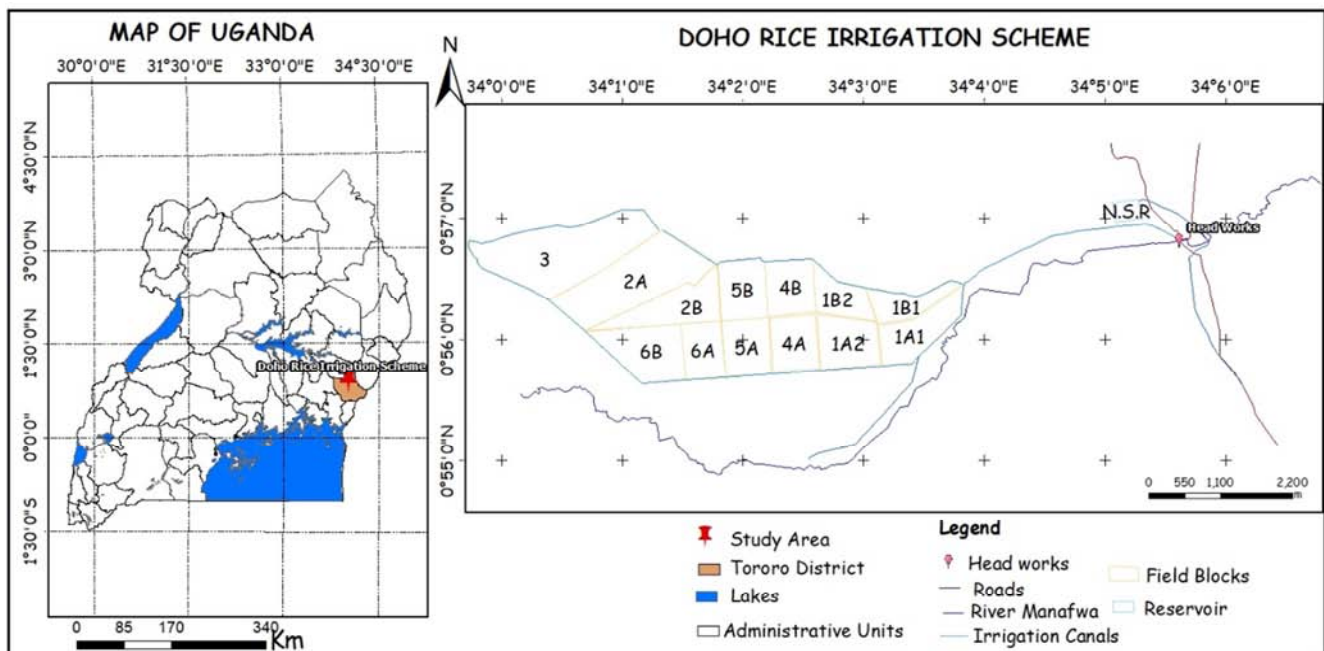 MAP OF UGANDA
30°0'0"E 31°30'0"E 33°0'0"E 34°30'0"E
4°30'0"N
3°0'0"N
1°30'0"N
0°0'0"N
1°30'0"S
Doho Rice Irrigation Scheme
0 85 170 340 Km
N
DOHO RICE IRRIGATION SCHEME
34°0'0"E 34°1'0"E 34°2'0"E 34°3'0"E 34°4'0"E 34°5'0"E 34°6'0"E
0°57'0"N
0°56'0"N
0°55'0"N
N.S.R
Head Works
3
2A
2B
5B
4B
1B2
1B1
6B
6A
5A
4A
1A2
1A1
0 550 1,100 2,200 m
Study Area
Tororo District
Lakes
Administrative Units
Legend
Head works
Roads
River Manafwa
Irrigation Canals
Field Blocks
Reservoir